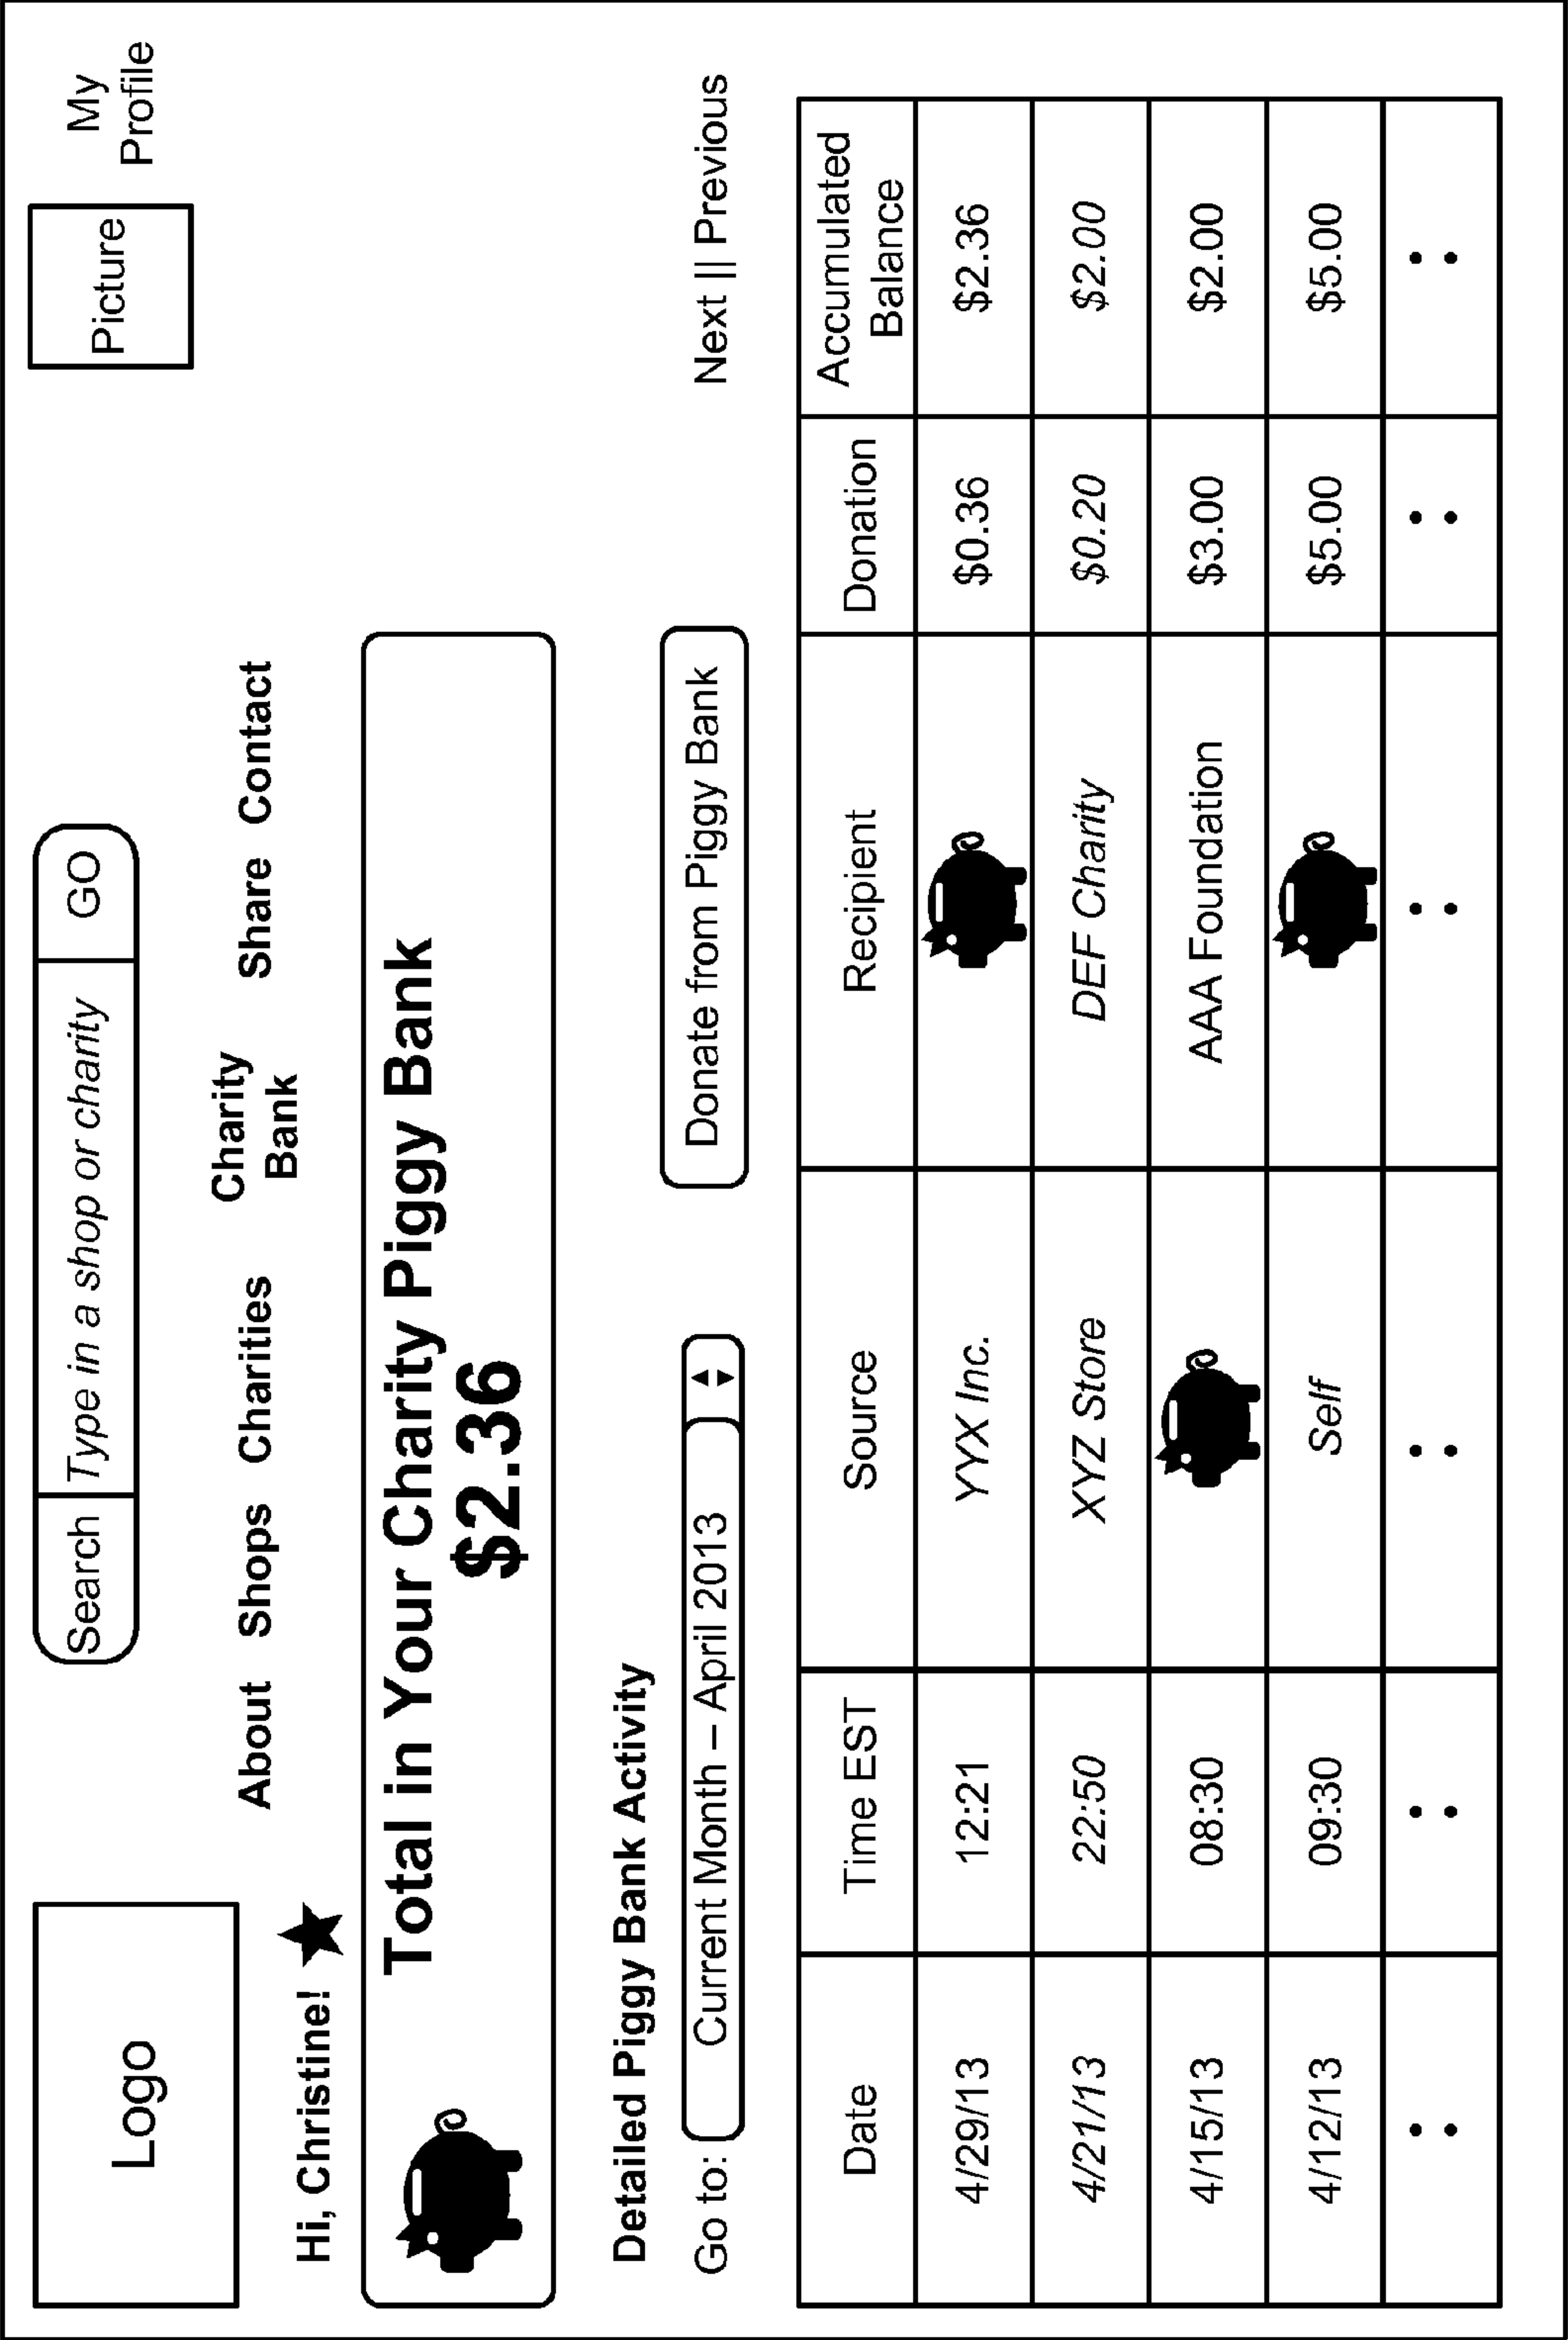 Logo
Search Type in a shop or charity GO
Picture
My
Profile
About Shops Charities Charity
Bank Share Contact
Hi, Christine!
Total in Your Charity Piggy Bank
$2.36
Detailed Piggy Bank Activity
Go to: Current Month – April 2013 Donate from Piggy Bank Next || Previous
Date Time EST Source Recipient Donation Accumulated
Balance
4/29/13 12:21 YYX Inc. $0.36 $2.36
4/21/13 22:50 XYZ Store DEF Charity $0.20 $2.00
4/15/13 08:30 AAA Foundation $3.00 $2.00
4/12/13 09:30 Self $5.00 $5.00